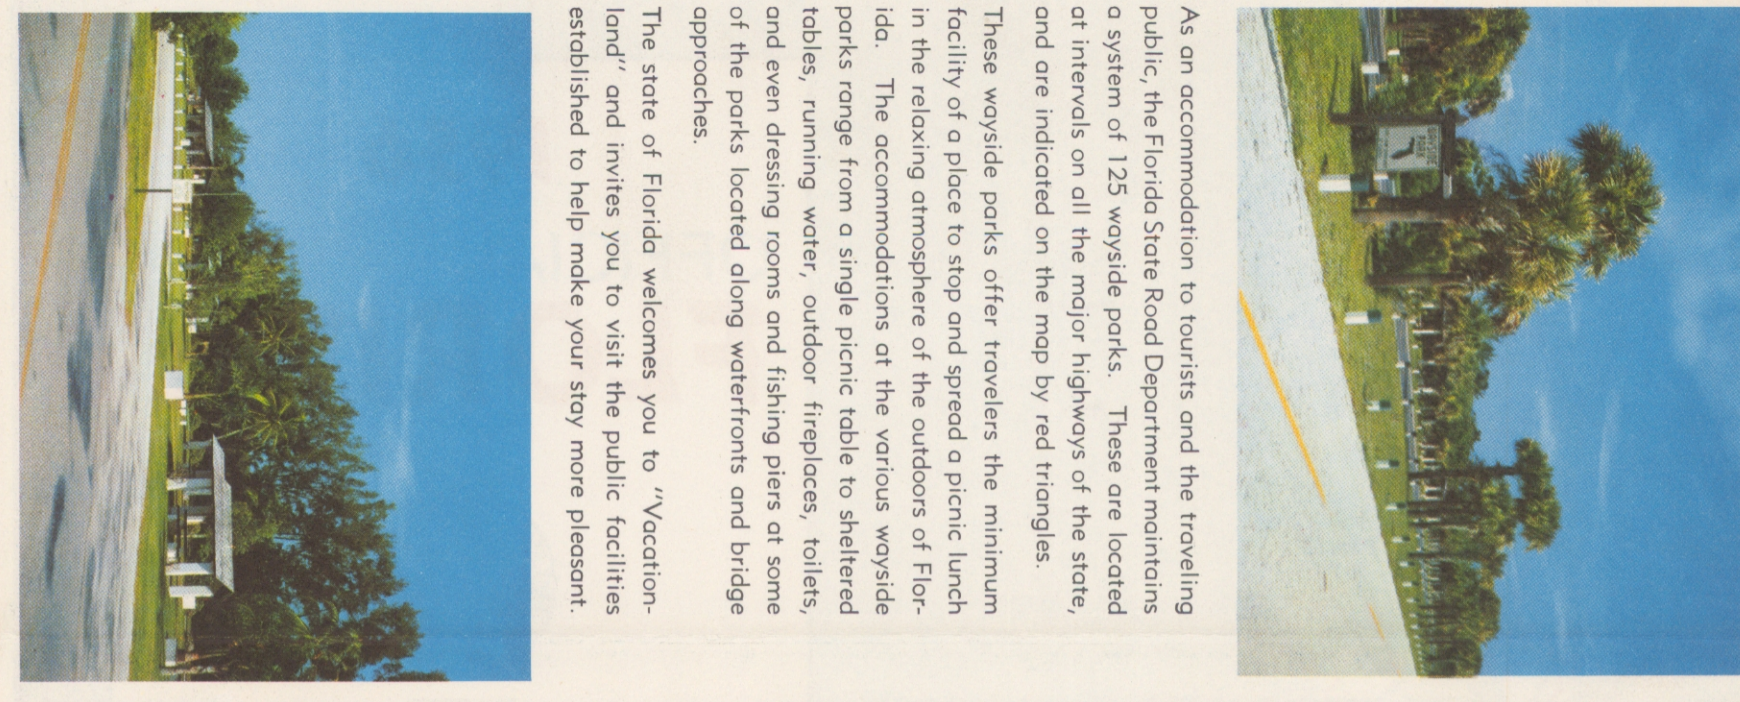 WAYSIDE
PARK
As an accommodation to tourists and the traveling
public, the Florida State Road Department maintains
a system of 125 wayside parks. These are located
at intervals on all the major highways of the state,
and are indicated on the map by red triangles.
These wayside parks offer travelers the minimum
facility of a place to stop and spread a picnic lunch
in the relaxing atmosphere of the outdoors of Flor-
ida. The accommodations at the various wayside
parks range from a single picnic table to sheltered
tables, running water, outdoor fireplaces, toilets,
and even dressing rooms and fishing piers at some
of the parks located along waterfronts and bridge
approaches.
The state of Florida welcomes you to "Vacation-
land" and invites you to visit the public facilities
established to help make your stay more pleasant.